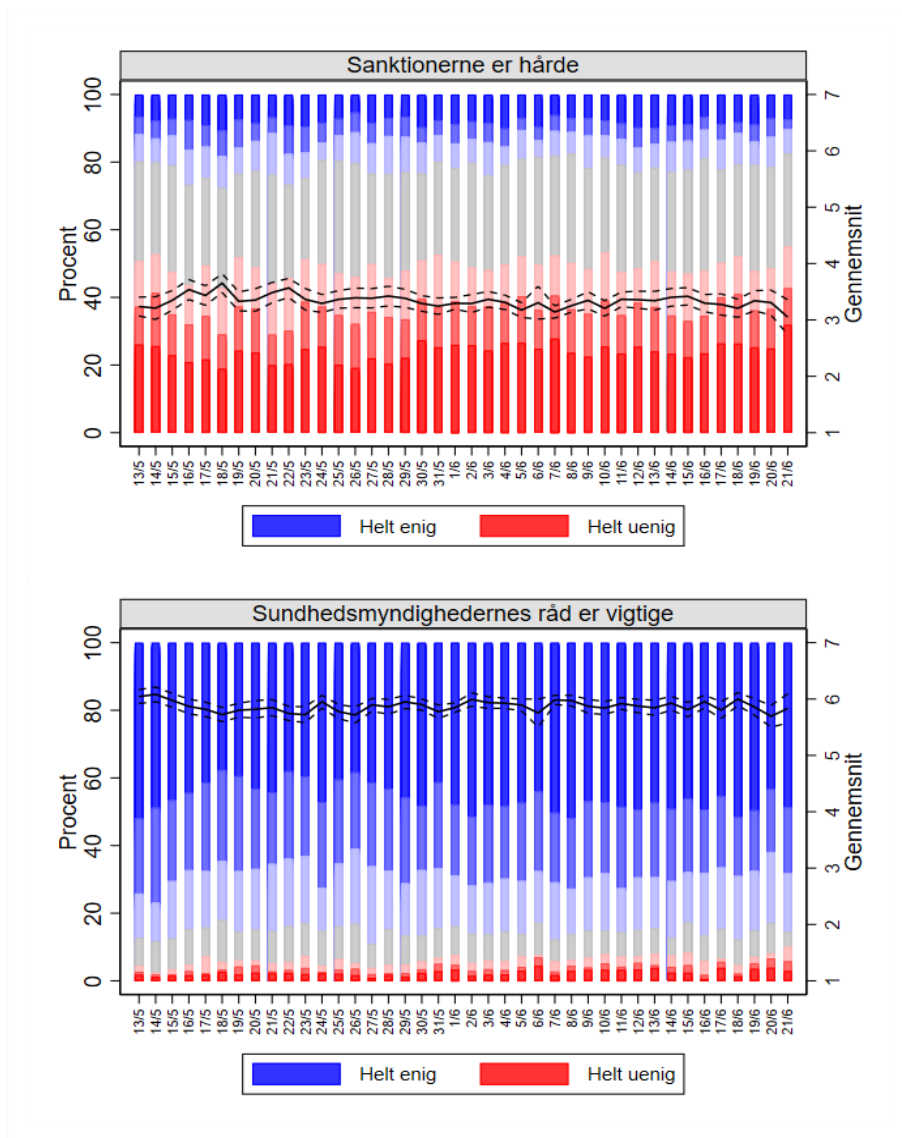 Sanktionerne er hårde
Procent
0 20 40 60 80 100
Gennemsnit
1 2 3 4 5 6 7
13/5 14/5 15/5 16/5 17/5 18/5 19/5 20/5 21/5 22/5 23/5 24/5 25/5 26/5 27/5 28/5 29/5 30/5 31/5 1/6 2/6 3/6 4/6 5/6 6/6 7/6 8/6 9/6 10/6 11/6 12/6 13/6 14/6 15/6 16/6 17/6 18/6 19/6 20/6 21/6
Helt enig Helt uenig
Sundhedsmyndighedernes råd er vigtige
Procent
0 20 40 60 80 100
Gennemsnit
1 2 3 4 5 6 7
13/5 14/5 15/5 16/5 17/5 18/5 19/5 20/5 21/5 22/5 23/5 24/5 25/5 26/5 27/5 28/5 29/5 30/5 31/5 1/6 2/6 3/6 4/6 5/6 6/6 7/6 8/6 9/6 10/6 11/6 12/6 13/6 14/6 15/6 16/6 17/6 18/6 19/6 20/6 21/6
Helt enig Helt uenig